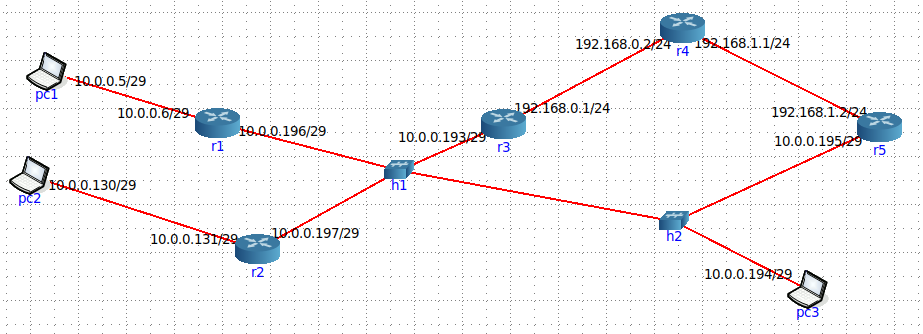 192.168.0.2/24
192.168.1.1/24
r4
10.0.0.5/29
pc1
10.0.0.6/29
r1
10.0.0.196/29
192.168.0.1/24
10.0.0.193/29
r3
192.168.1.2/24
10.0.0.195/29
r5
h1
10.0.0.130/29
pc2
10.0.0.131/29
10.0.0.197/29
r2
h2
10.0.0.194/29
pc3